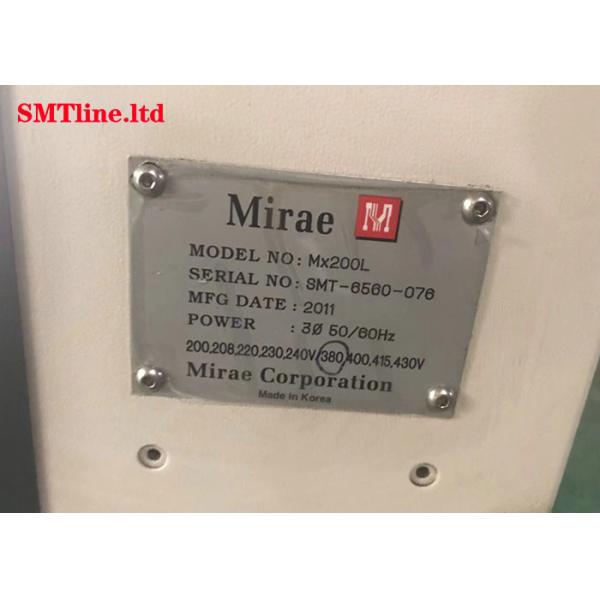 SMTline.ltd
Mirae
MODEL NO: Mx200L
SERIAL NO: SMT-6560-076
MFG DATE : 2011
POWER : 3Ø 50/60Hz
200,208,220,230,240V/380,400,415,430V
Mirae Corporation
Made in Korea